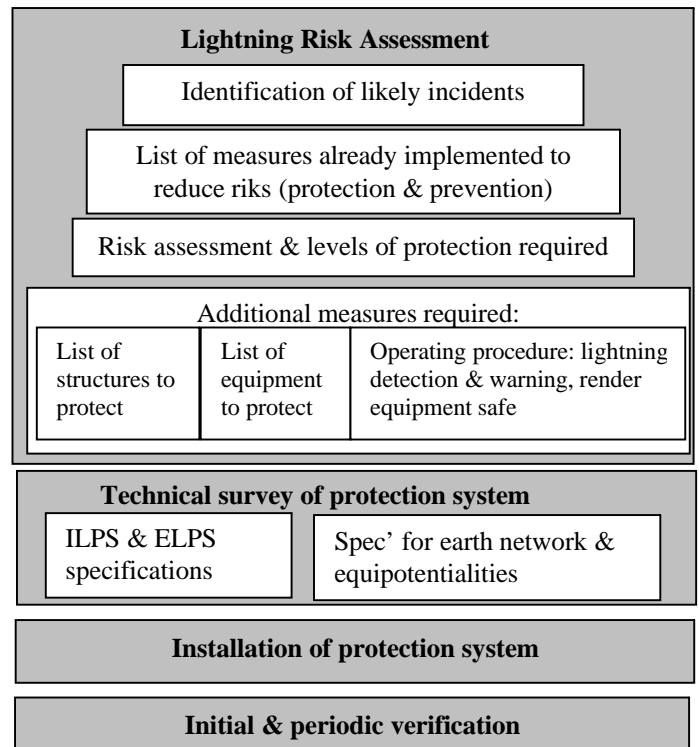 Lightning Risk Assessment
Identification of likely incidents
List of measures already implemented to
reduce riks (protection & prevention)
Risk assessment & levels of protection required
Additional measures required:
List of
structures to
protect
List of
equipment
to protect
Operating procedure: lightning
detection & warning, render
equipment safe
Technical survey of protection system
ILPS & ELPS
specifications
Spec’ for earth network &
equipotentialities
Installation of protection system
Initial & periodic verification